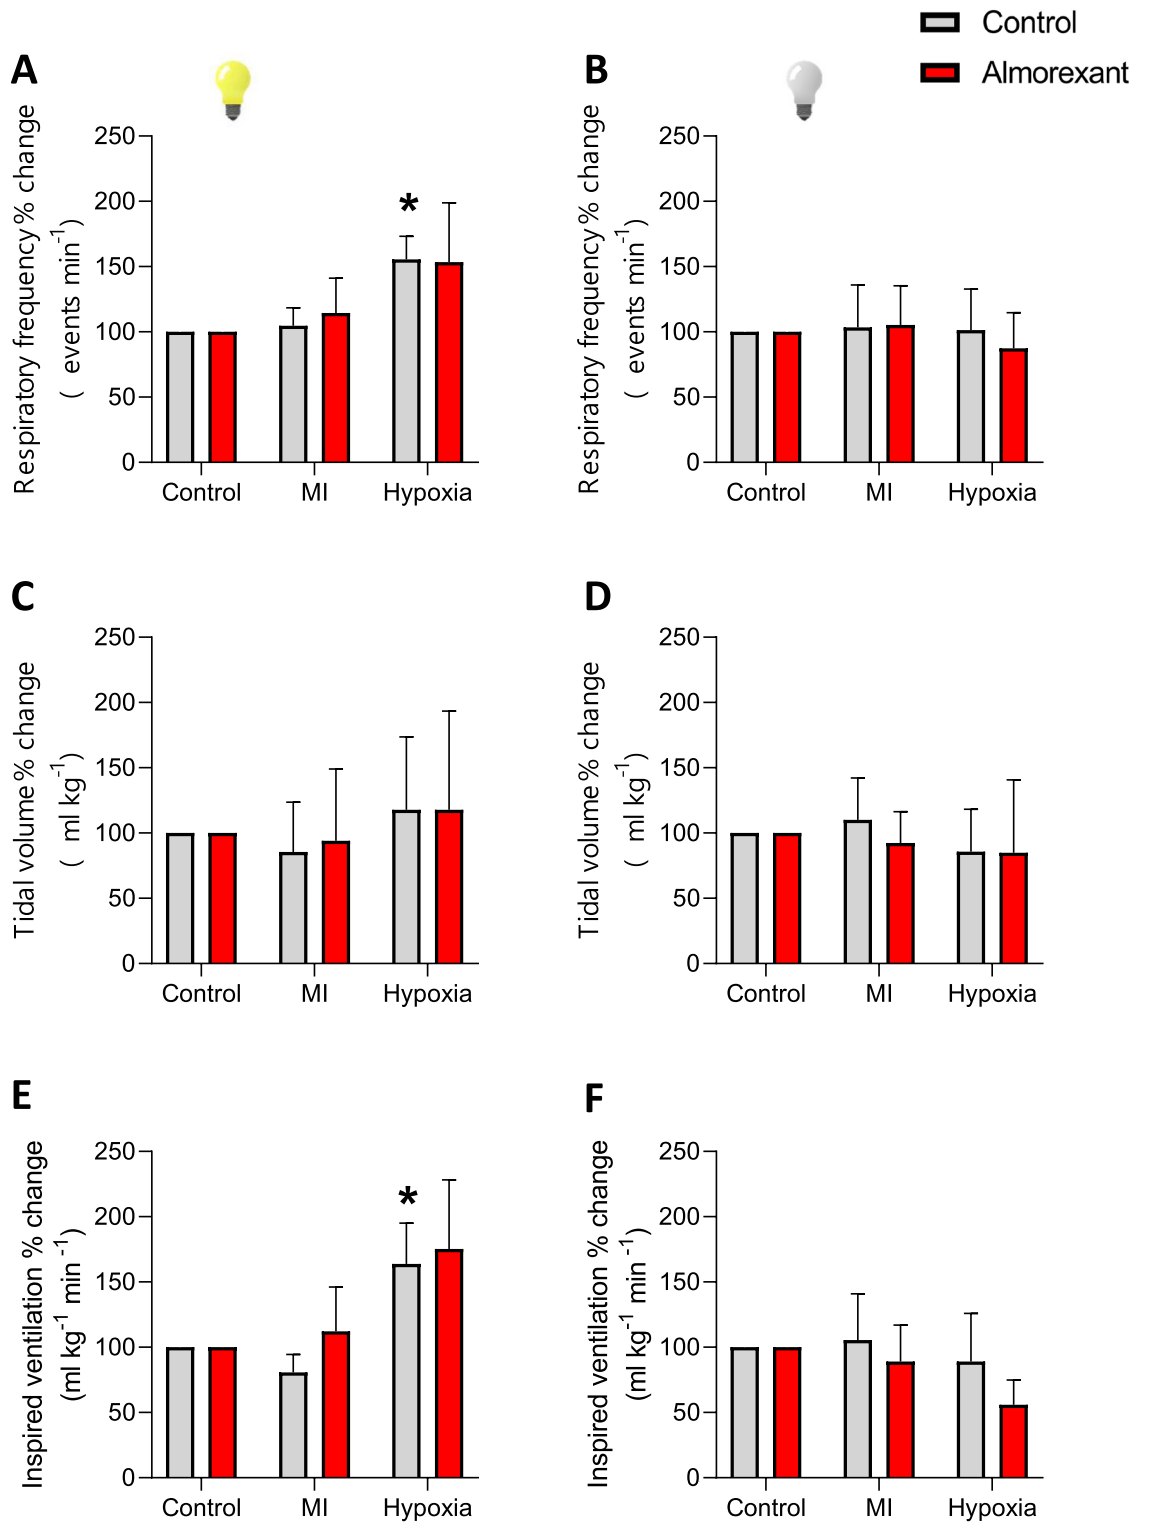 Control
Almorexant
A
B
Respiratory frequency% change
( events min-1)
250
200
150
100
50
0
*
Control MI Hypoxia
Respiratory frequency% change
( events min-1)
250
200
150
100
50
0
Control MI Hypoxia
C
D
Tidal volume% change
( ml kg-1)
250
200
150
100
50
0
Control MI Hypoxia
Tidal volume% change
( ml kg-1)
250
200
150
100
50
0
Control MI Hypoxia
E
F
Inspired ventilation % change
(ml kg-1 min -1)
250
200
150
100
50
0
*
Control MI Hypoxia
Inspired ventilation % change
(ml kg-1 min -1)
250
200
150
100
50
0
Control MI Hypoxia